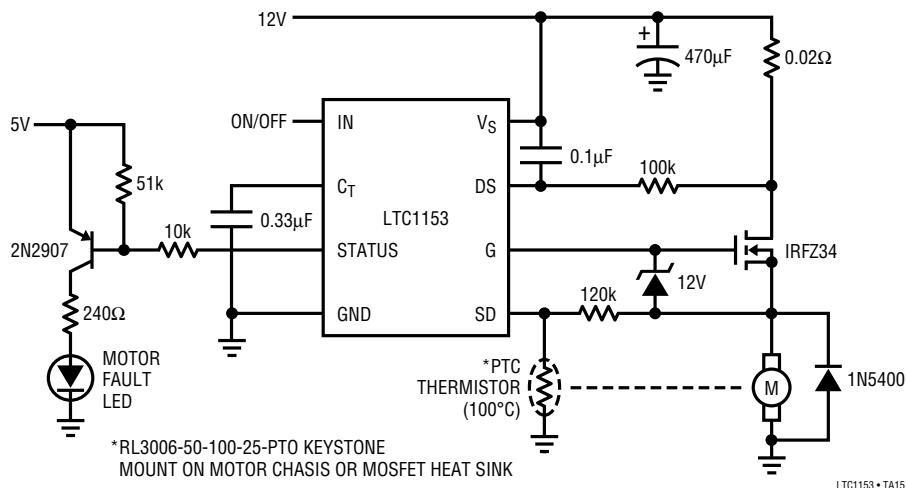 12V
+
470µF
0.02Ω
5V
ON/OFF
IN
VS
0.1µF
51k
CT
DS
100k
LTC1153
0.33µF
10k
2N2907
STATUS
G
IRFZ34
12V
120k
240Ω
GND
SD
MOTOR
FAULT
LED
*PTC
THERMISTOR
(100°C)
M
1N5400
*RL3006-50-100-25-PTO KEYSTONE
MOUNT ON MOTOR CHASIS OR MOSFET HEAT SINK
LTC1153 • TA15